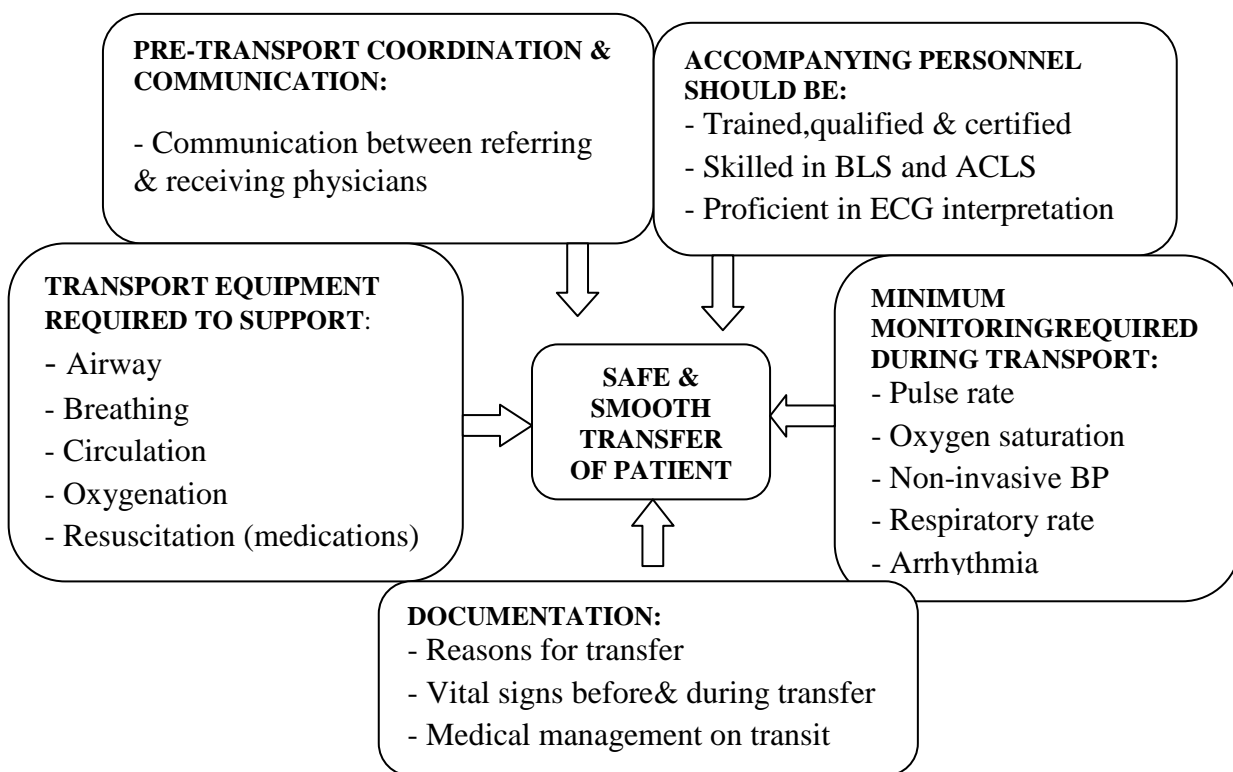 PRE-TRANSPORT COORDINATION &
COMMUNICATION:
- Communication between referring
& receiving physicians
ACCOMPANYING PERSONNEL
SHOULD BE:
- Trained,qualified & certified
- Skilled in BLS and ACLS
- Proficient in ECG interpretation
TRANSPORT EQUIPMENT
REQUIRED TO SUPPORT:
- Airway
- Breathing
- Circulation
- Oxygenation
- Resuscitation (medications)
SAFE &
SMOOTH
TRANSFER
OF PATIENT
MINIMUM
MONITORINGREQUIRED
DURING TRANSPORT:
- Pulse rate
- Oxygen saturation
- Non-invasive BP
- Respiratory rate
- Arrhythmia
DOCUMENTATION:
- Reasons for transfer
- Vital signs before& during transfer
- Medical management on transit